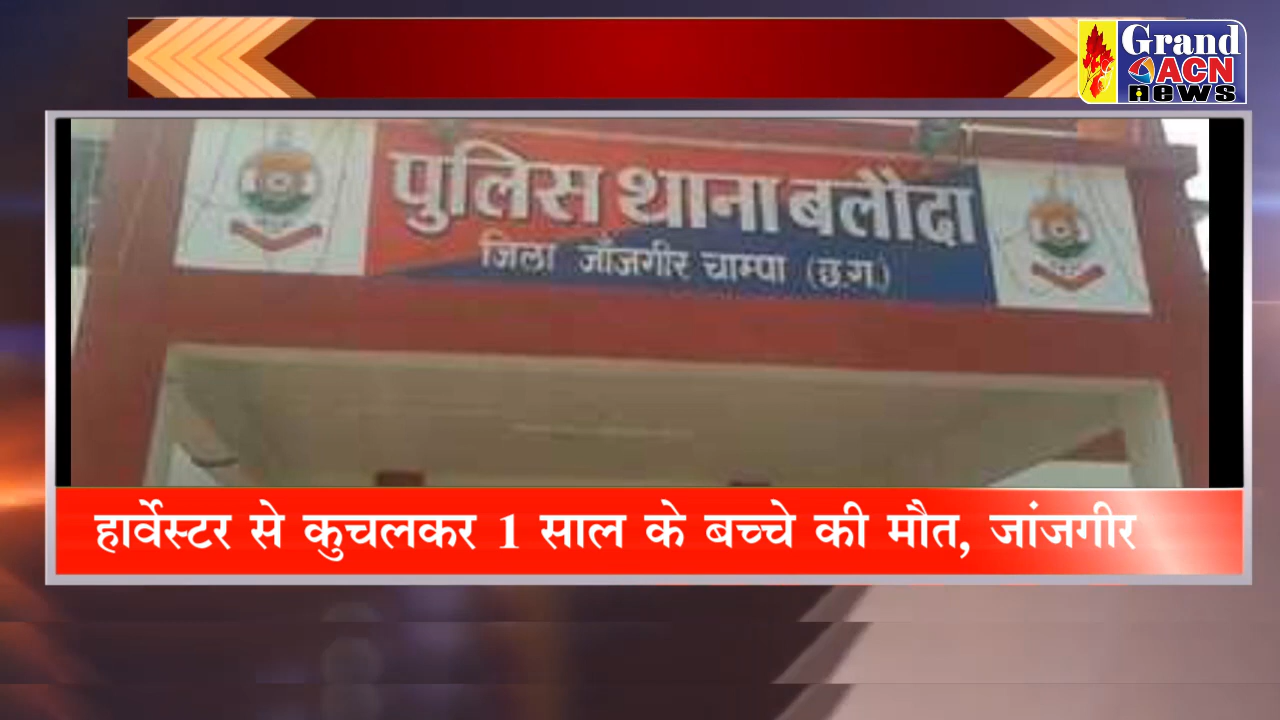 Grand
ACN
news
पुलिस थाना बलौदा
जिला जाँजगीर चाम्पा (छ.ग.)
हार्वेस्टर से कुचलकर 1 साल के बच्चे की मौत, जांजगीर